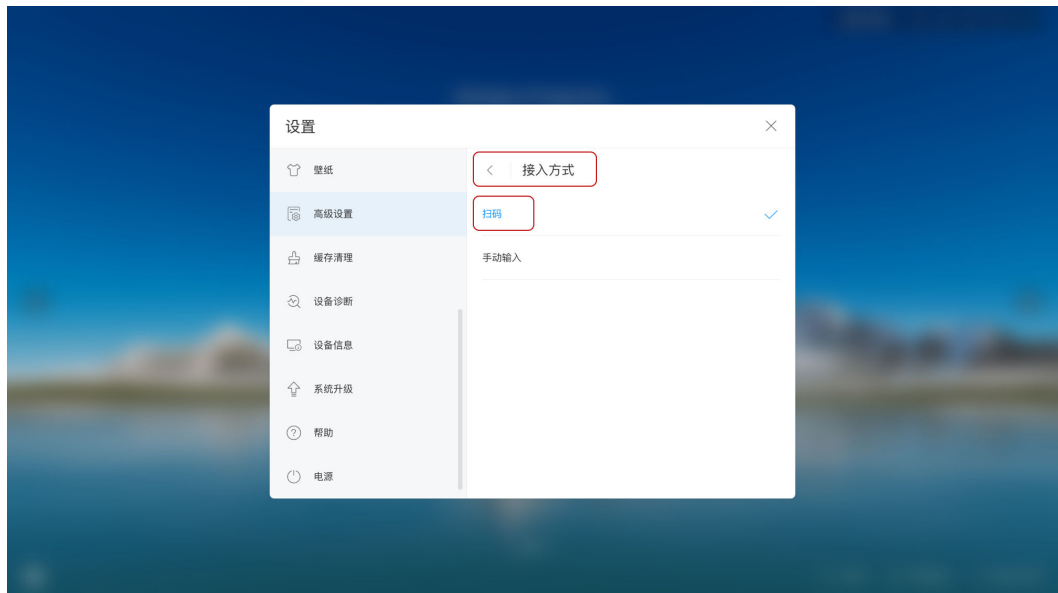 设置
壁纸
高级设置
缓存清理
设备诊断
设备信息
系统升级
帮助
电源
接入方式
扫码
手动输入